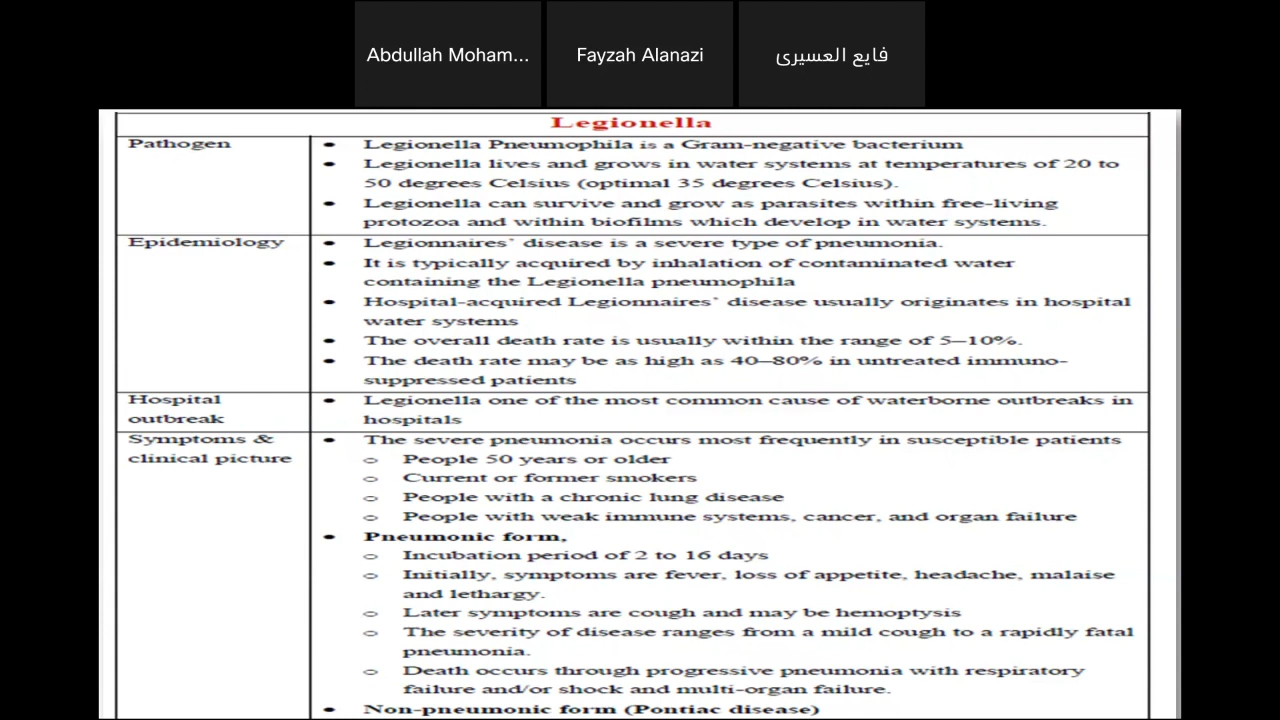 Abdullah Moham...
Fayzah Alanazi
فايع العسيرى
Legionella
Pathogen
• Legionella Pneumophila is a Gram-negative bacterium
• Legionella lives and grows in water systems at temperatures of 20 to
50 degrees Celsius (optimal 35 degrees Celsius).
• Legionella can survive and grow as parasites within free-living
protozoa and within biofilms which develop in water systems.
Epidemiology
• Legionnaires' disease is a severe type of pneumonia.
• It is typically acquired by inhalation of contaminated water
containing the Legionella pneumophila
• Hospital-acquired Legionnaires' disease usually originates in hospital
water systems
• The overall death rate is usually within the range of 5–10%.
• The death rate may be as high as 40–80% in untreated immuno-
suppressed patients
Hospital
outbreak
• Legionella one of the most common cause of waterborne outbreaks in
hospitals
Symptoms &
clinical picture
• The severe pneumonia occurs most frequently in susceptible patients
○ People 50 years or older
○ Current or former smokers
○ People with a chronic lung disease
○ People with weak immune systems, cancer, and organ failure
• Pneumonic form,
○ Incubation period of 2 to 16 days
○ Initially, symptoms are fever, loss of appetite, headache, malaise
and lethargy.
○ Later symptoms are cough and may be hemoptysis
○ The severity of disease ranges from a mild cough to a rapidly fatal
pneumonia.
○ Death occurs through progressive pneumonia with respiratory
failure and/or shock and multi-organ failure.
• Non-pneumonic form (Pontiac disease)